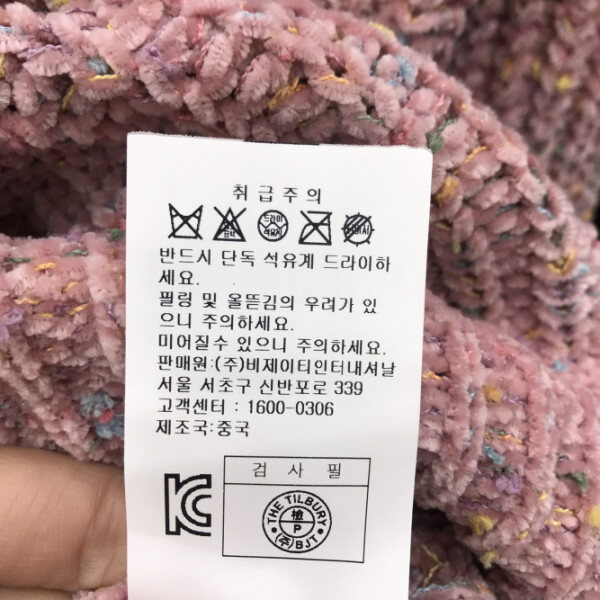 취급주의
드라이
석유계
반드시 단독 석유계 드라이하
세요.
필링 및 올뜯김의 우려가 있
으니 주의하세요.
미어질수 있으니 주의하세요.
판매원:(주)비제이티인터내셔날
서울 서초구 신반포로 339
고객센터 : 1600-0306
제조국:중국
검사필
THE TILBURY
檢
P
(주)BJT